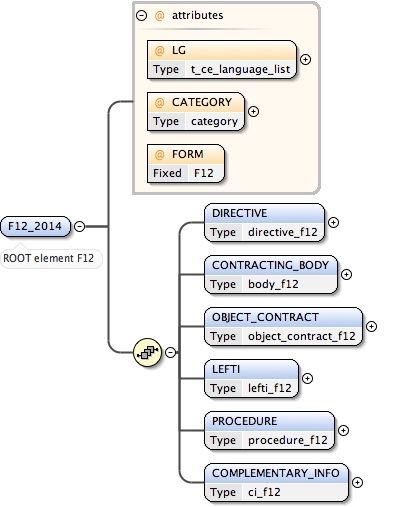 @ attributes
@ LG
Type t_ce_language_list
@ CATEGORY
Type category
@ FORM
Fixed F12
F12_2014
ROOT element F12
DIRECTIVE
Type directive_f12
CONTRACTING_BODY
Type body_f12
OBJECT_CONTRACT
Type object_contract_f12
LEFTI
Type lefti_f12
PROCEDURE
Type procedure_f12
COMPLEMENTARY_INFO
Type ci_f12